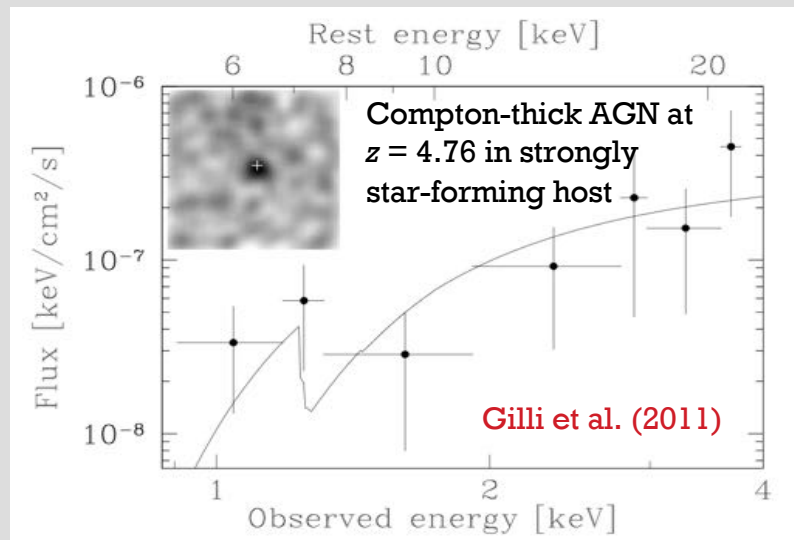 Rest energy [keV]
6 8 10 20
10⁻⁶
Compton-thick AGN at
z = 4.76 in strongly
star-forming host
10⁻⁷
Flux [keV/cm²/s]
10⁻⁸
Gilli et al. (2011)
1 2 4
Observed energy [keV]